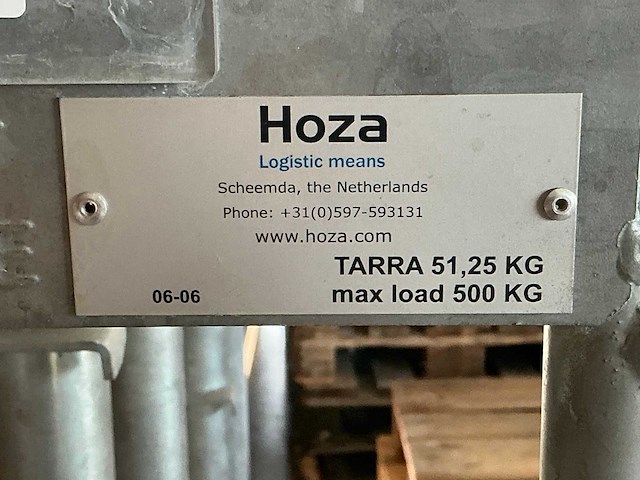 Hoza
Logistic means
Scheemda, the Netherlands
Phone: +31(0)597-593131
www.hoza.com
TARRA 51,25 KG
06-06 max load 500 KG